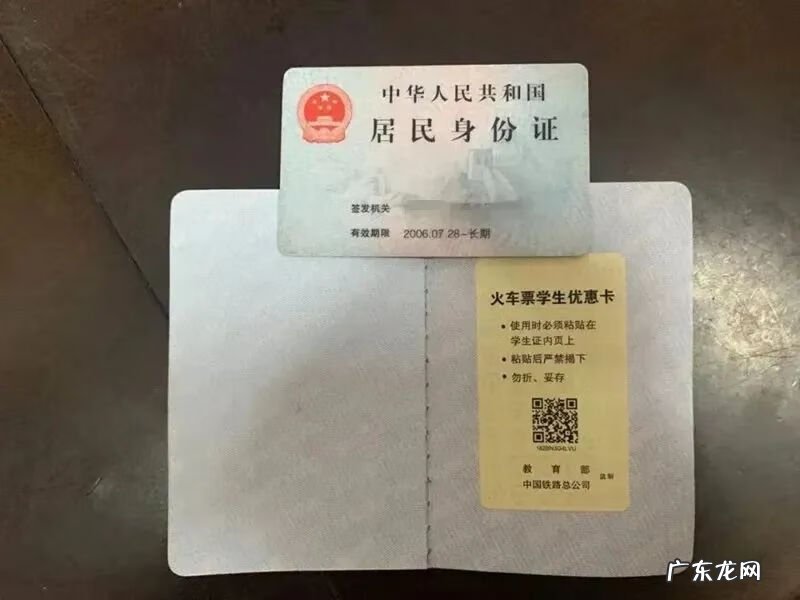 中华人民共和国
居民身份证
签发机关
有效期限 2006.07.28-长期
火车票学生优惠卡
• 使用时必须粘贴在
学生证内页上
• 粘贴后严禁揭下
• 勿折、妥存
教育部
中国铁路总公司 监制
广东龙网